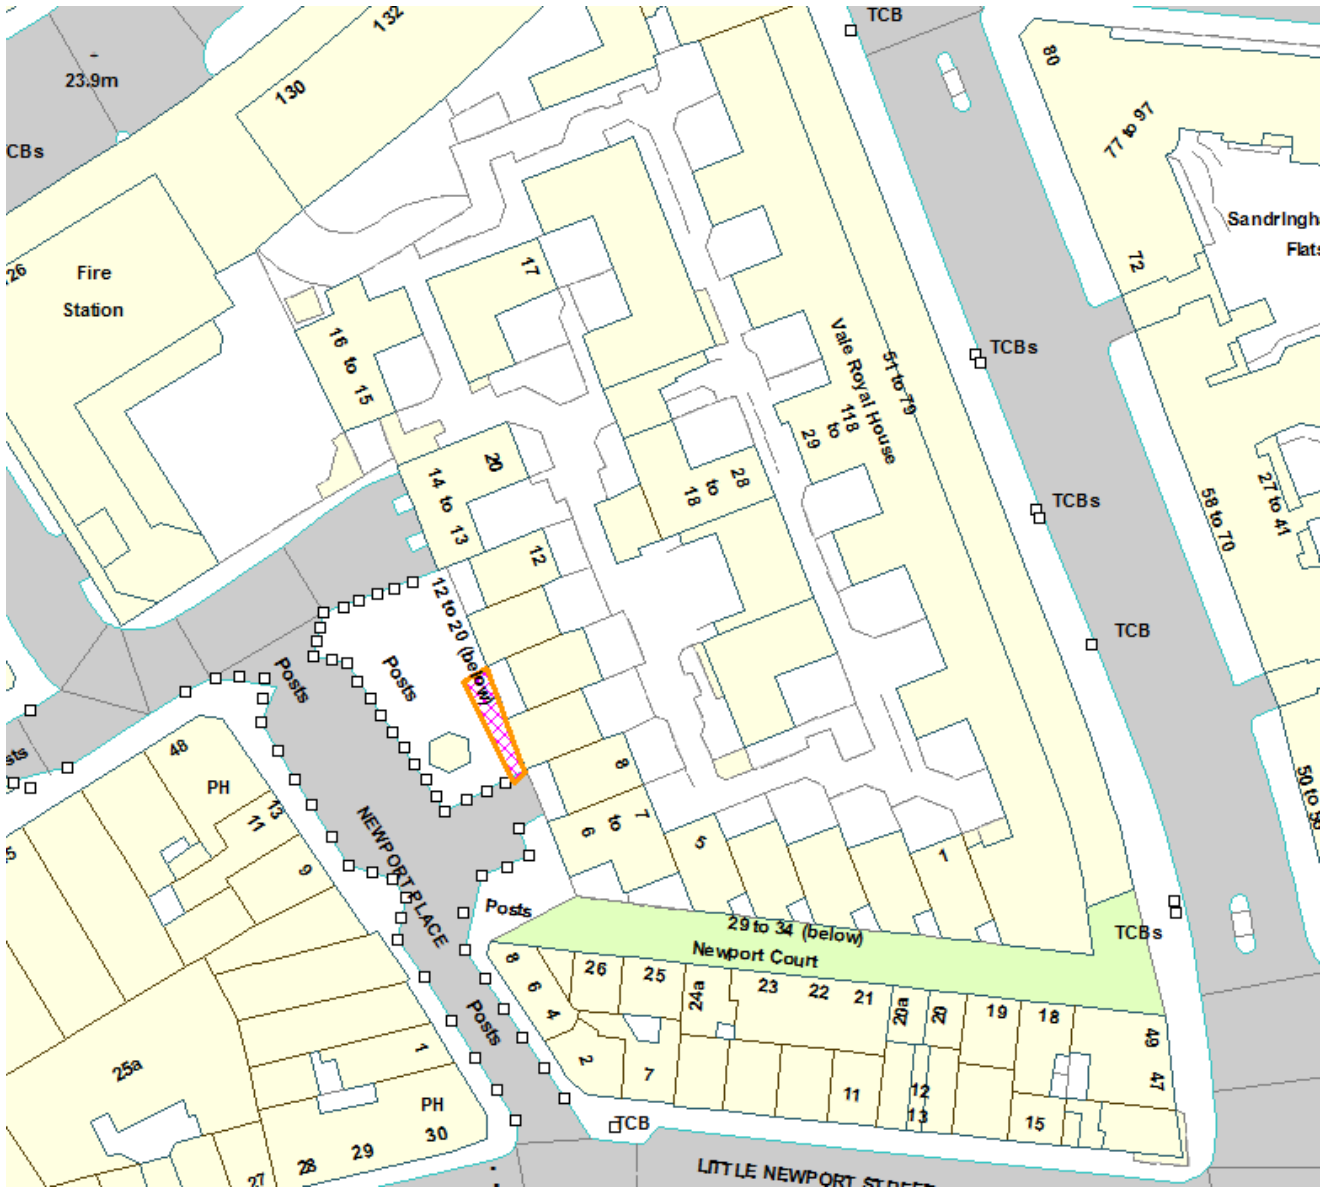 TCB
132
80
23.9m
130
77 to 97
CBs
Sandringh
Flats
72
17
26
Fire
Station
16 to 15
TCBs
51 to 79
Vale Royal House
29 to 118
20
14 to 13
18 to 28
TCBs
58 to 70
27 to 41
12
12 to 20 (below)
TCB
Posts
Posts
sts
48
PH
8
50 to 56
13
11
7
6 to
5
1
9
NEWPORT PLACE
Posts
29 to 34 (below)
Newport Court
TCBs
8
6
4
26
25
24a
23
22
21
20a
20
19
18
49
47
Posts
2
7
11
12
13
15
1
25a
PH
30
29
28
27
TCB
LITTLE NEWPORT STREET